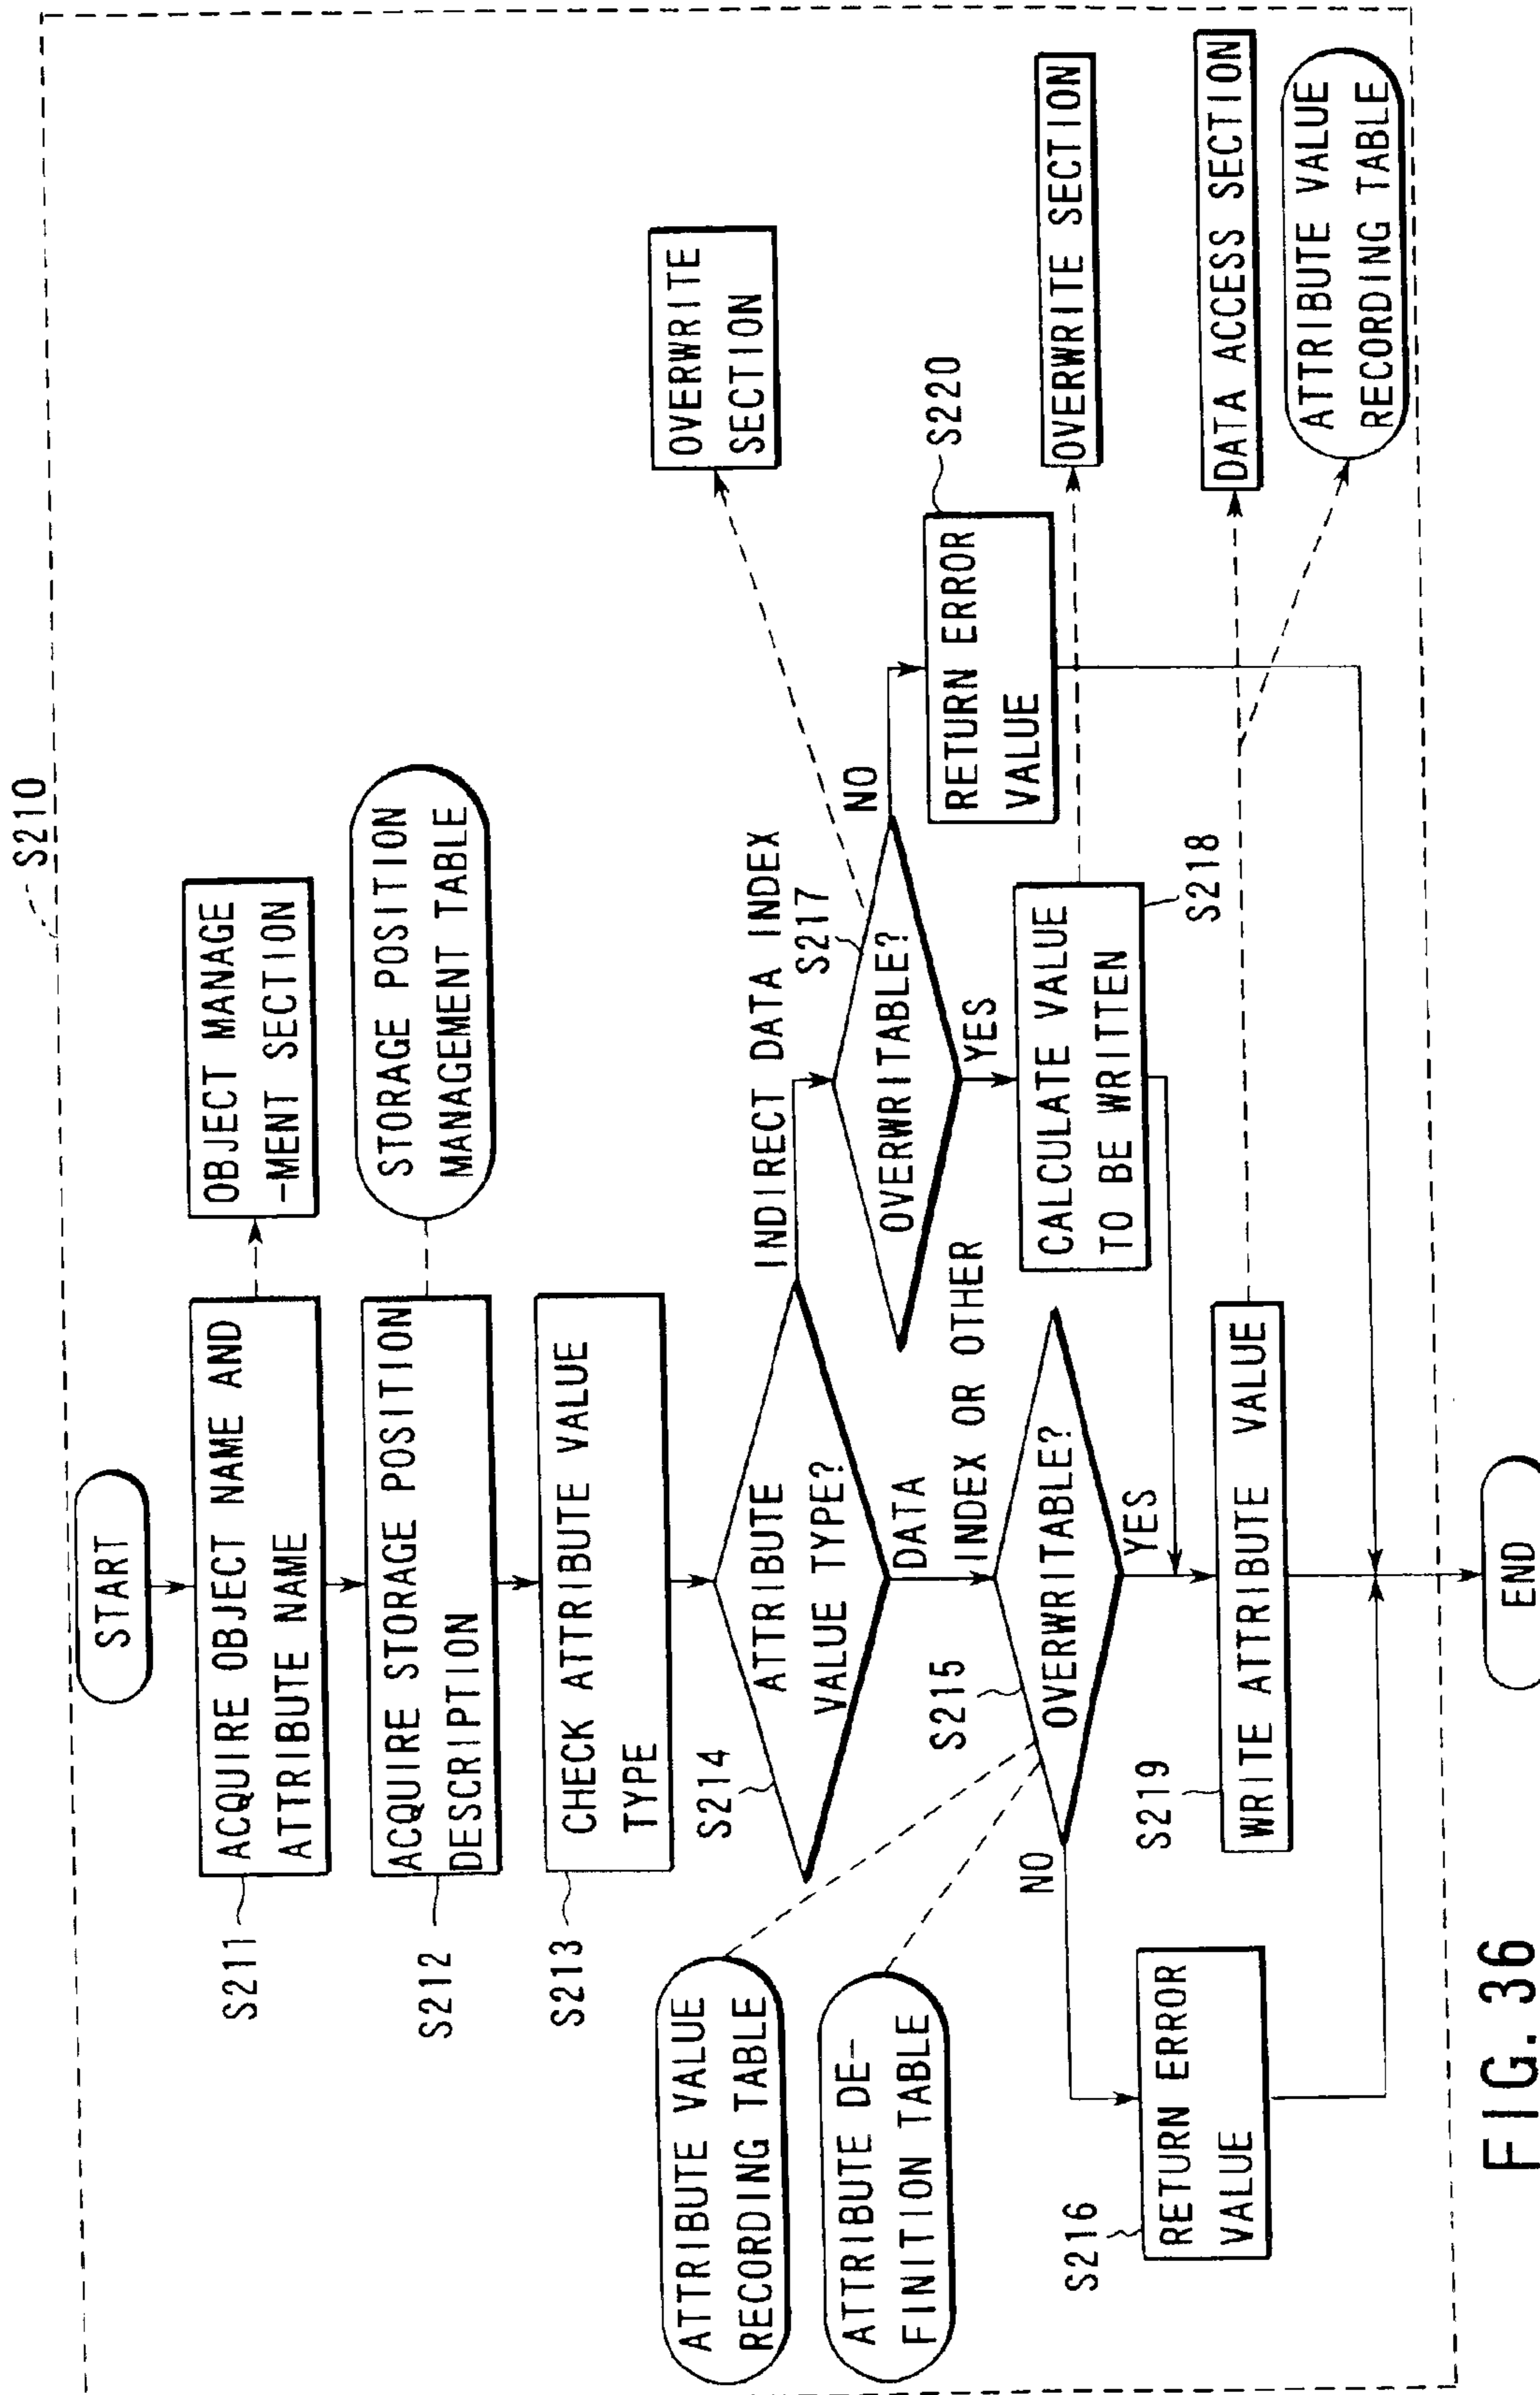 S210
START
ACQUIRE OBJECT NAME AND
ATTRIBUTE NAME
S211
OBJECT MANAGE
-MENT SECTION
ACQUIRE STORAGE POSITION
DESCRIPTION
S212
STORAGE POSITION
MANAGEMENT TABLE
CHECK ATTRIBUTE VALUE
TYPE
S213
ATTRIBUTE
VALUE TYPE?
S214
INDIRECT DATA INDEX
DATA
INDEX OR OTHER
ATTRIBUTE VALUE
RECORDING TABLE
ATTRIBUTE DE-
FINITION TABLE
S215
OVERWRITABLE?
NO
YES
S216
RETURN ERROR
VALUE
S217
OVERWRITABLE?
NO
YES
OVERWRITE
SECTION
S220
RETURN ERROR
VALUE
CALCULATE VALUE
TO BE WRITTEN
S218
OVERWRITE SECTION
S219
WRITE ATTRIBUTE VALUE
DATA ACCESS SECTION
ATTRIBUTE VALUE
RECORDING TABLE
END
FIG. 36